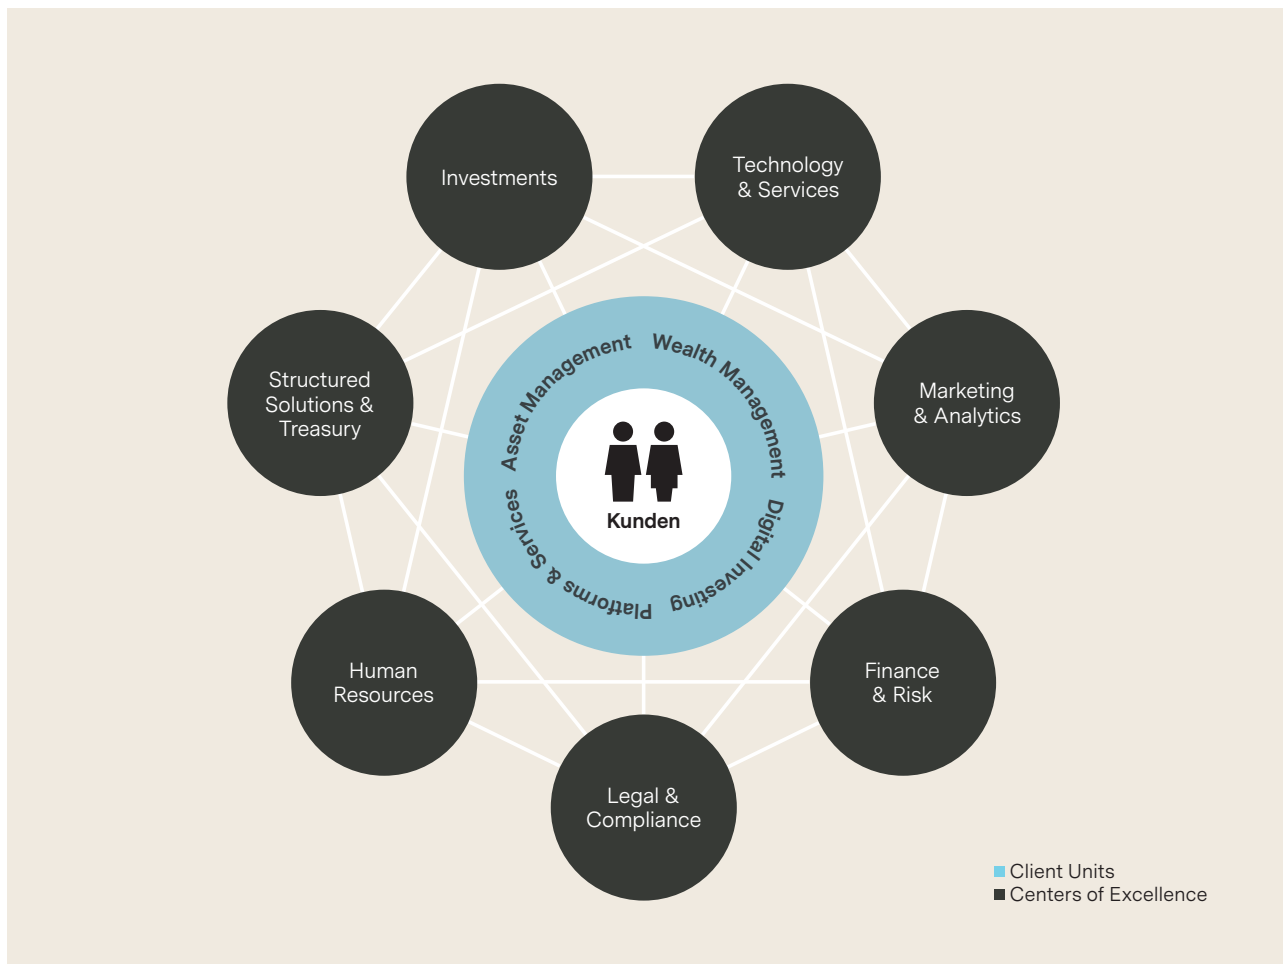 Investments
Technology
& Services
Structured
Solutions &
Treasury
Marketing
& Analytics
Asset Management
Wealth Management
Digital Investing
Platforms & Services
Kunden
Human
Resources
Finance
& Risk
Legal &
Compliance
Client Units
Centers of Excellence